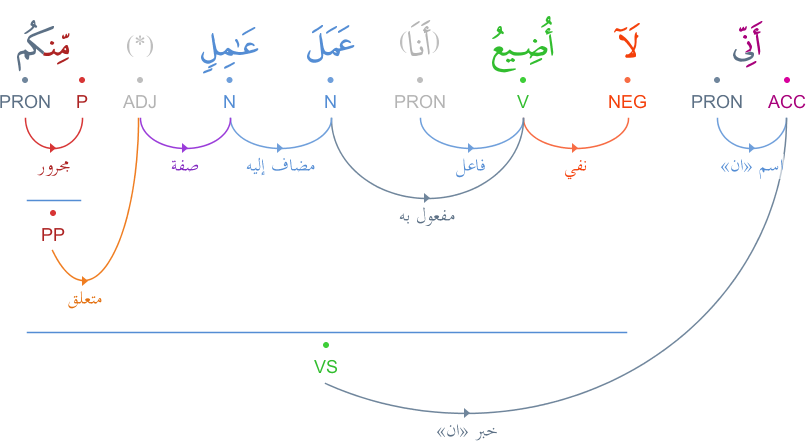 أَنِّى لَآ أُضِيعُ (أَنَا) عَمَلَ عَـٰمِلٍ (*) مِّنكُم
PRON P ADJ N N PRON V NEG PRON ACC
مجرور صفة مضاف إليه فاعل نفي اسم «ان»
مفعول به
PP
متعلق
VS
خبر «ان»